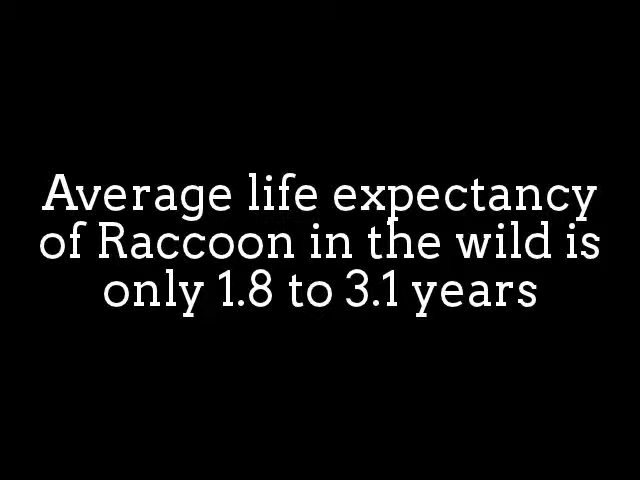 Average life expectancy
of Raccoon in the wild is
only 1.8 to 3.1 years